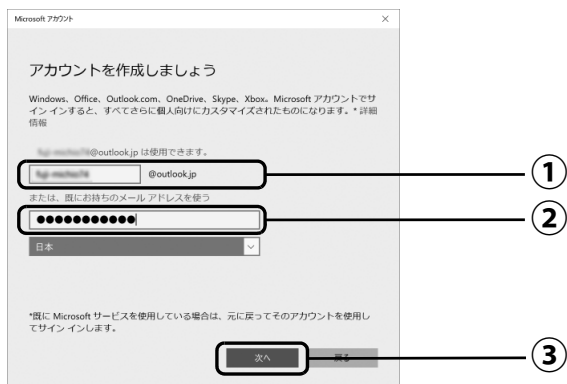 Microsoft アカウント
アカウントを作成しましょう
Windows、Office、Outlook.com、OneDrive、Skype、Xbox。Microsoft アカウントでサ
イン インすると、すべてさらに個人向けにカスタマイズされたものになります。* 詳細
情報
@outlook.jp は使用できます。
@outlook.jp
①
または、既にお持ちのメール アドレスを使う
●●●●●●●●●●●
②
日本
*既に Microsoft サービスを使用している場合は、元に戻ってそのアカウントを使用し
てサイン インします。
次へ 戻る
③